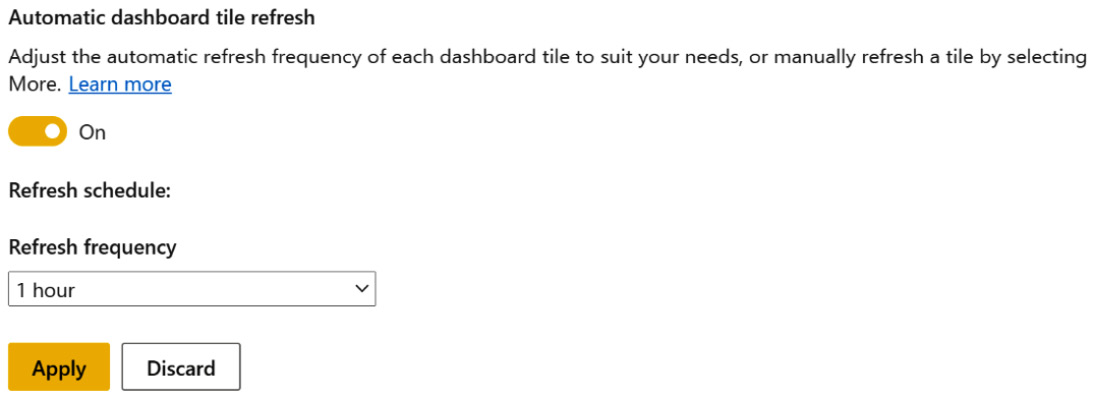 Automatic dashboard tile refresh
Adjust the automatic refresh frequency of each dashboard tile to suit your needs, or manually refresh a tile by selecting
More. Learn more
On
Refresh schedule:
Refresh frequency
1 hour
Apply Discard